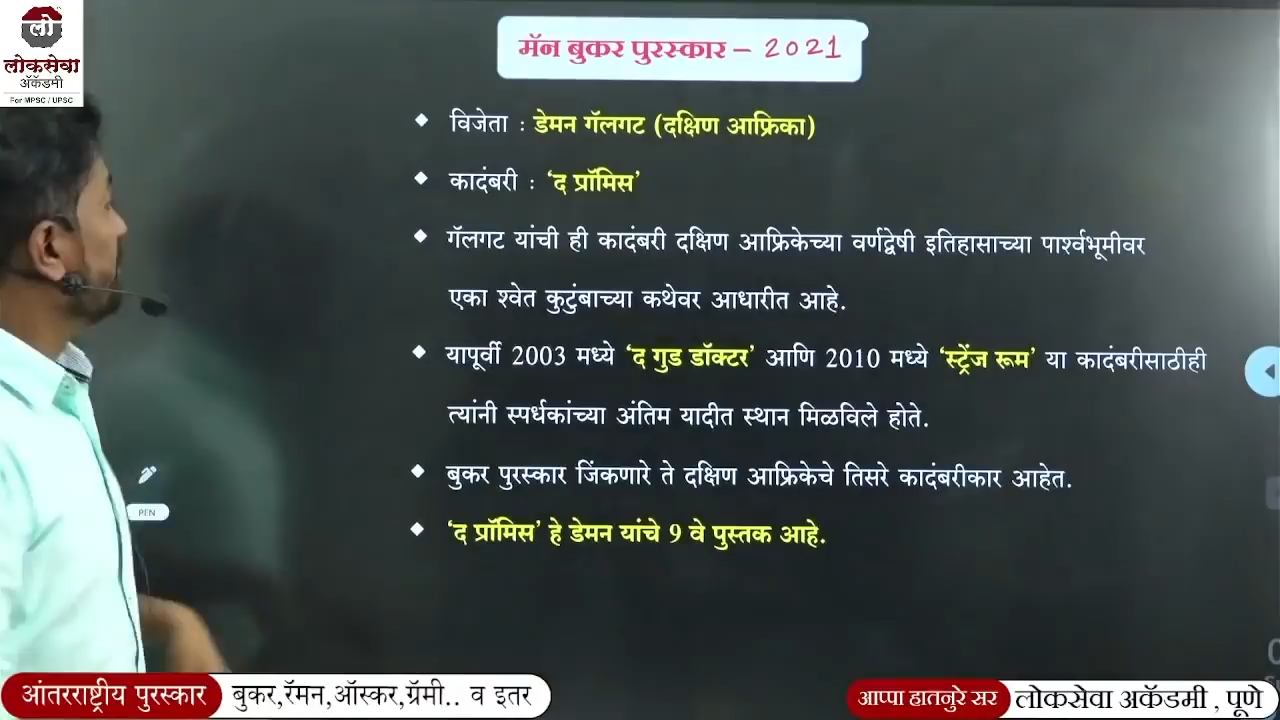 लो
लोकसेवा
अ‍ॅकॅडमी
For MPSC / UPSC
मॅन बुकर पुरस्कार – 2021
विजेता : डेमन गॅलगट (दक्षिण आफ्रिका)
कादंबरी : ‘द प्रॉमिस’
गॅलगट यांची ही कादंबरी दक्षिण आफ्रिकेच्या वर्णद्वेषी इतिहासाच्या पार्श्वभूमीवर
एका श्वेत कुटुंबाच्या कथेवर आधारीत आहे.
यापूर्वी 2003 मध्ये ‘द गुड डॉक्टर’ आणि 2010 मध्ये ‘स्ट्रेंज रूम’ या कादंबरीसाठीही
त्यांनी स्पर्धकांच्या अंतिम यादीत स्थान मिळविले होते.
बुकर पुरस्कार जिंकणारे ते दक्षिण आफ्रिकेचे तिसरे कादंबरीकार आहेत.
‘द प्रॉमिस’ हे डेमन यांचे 9 वे पुस्तक आहे.
PEN
आंतरराष्ट्रीय पुरस्कार बुकर,रॅमन,ऑस्कर,ग्रॅमी.. व इतर
आप्पा हातनुरे सर लोकसेवा अकॅडमी , पूणे